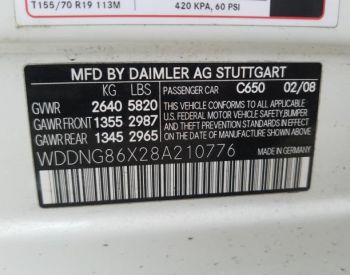 T155/70 R19 113M 420 KPA, 60 PSI
MFD BY DAIMLER AG STUTTGART
KG LBS PASSENGER CAR C650 02/08
GVWR 2640 5820 THIS VEHICLE CONFORMS TO ALL APPLICABLE
GAWR FRONT 1355 2987 U.S. FEDERAL MOTOR VEHICLE SAFETY, BUMPER
GAWR REAR 1345 2965 AND THEFT PREVENTION STANDARDS IN EFFECT
ON THE DATE OF MANUFACTURE SHOWN ABOVE.
WDDNG86X28A210776 MADE IN GERMANY